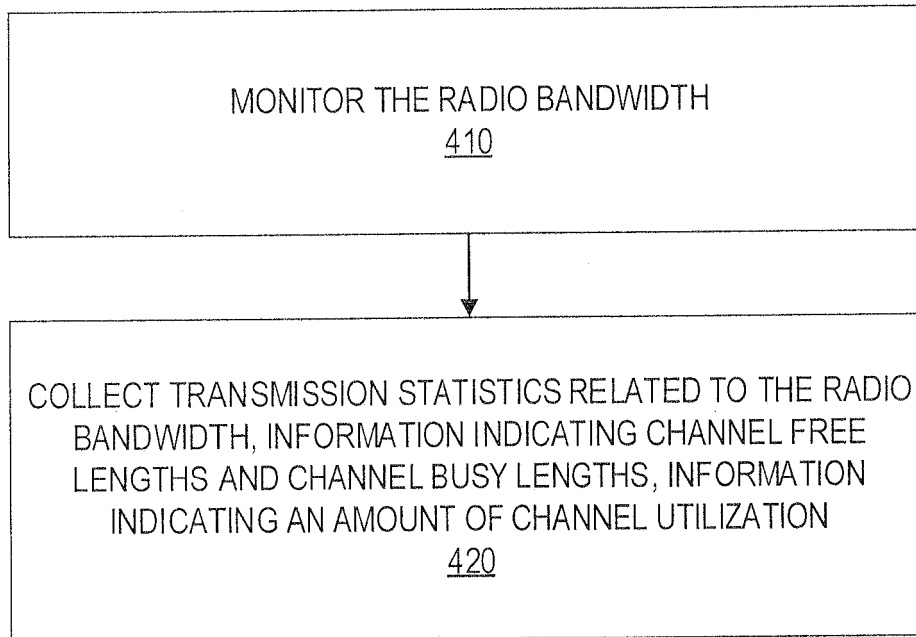 MONITOR THE RADIO BANDWIDTH
410
COLLECT TRANSMISSION STATISTICS RELATED TO THE RADIO
BANDWIDTH, INFORMATION INDICATING CHANNEL FREE
LENGTHS AND CHANNEL BUSY LENGTHS, INFORMATION
INDICATING AN AMOUNT OF CHANNEL UTILIZATION
420